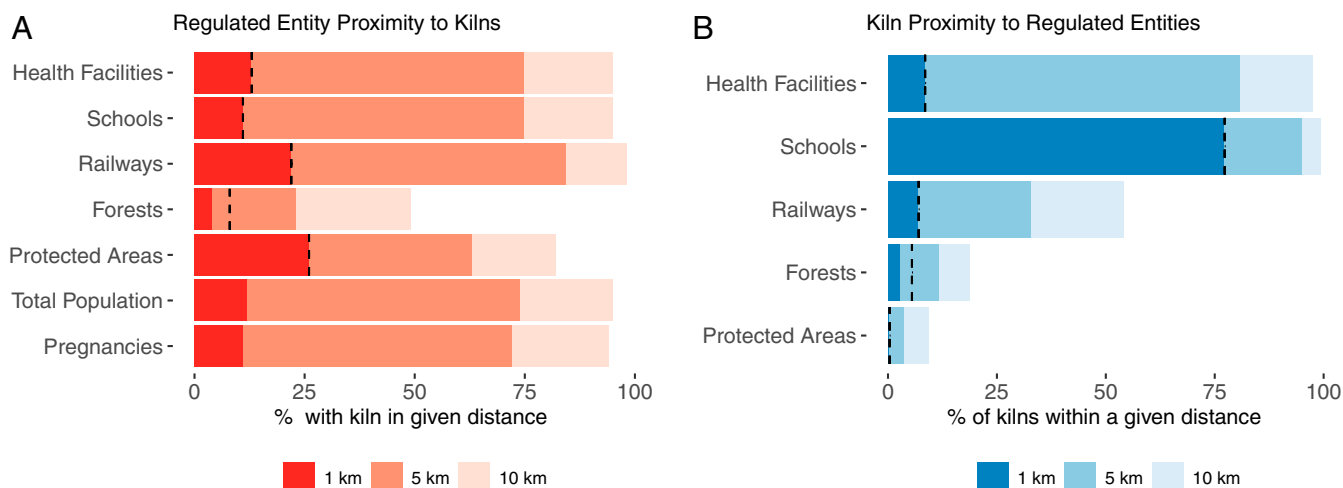 A
Regulated Entity Proximity to Kilns
Health Facilities
Schools
Railways
Forests
Protected Areas
Total Population
Pregnancies
0 25 50 75 100
% with kiln in given distance
1 km 5 km 10 km
B
Kiln Proximity to Regulated Entities
Health Facilities
Schools
Railways
Forests
Protected Areas
0 25 50 75 100
% of kilns within a given distance
1 km 5 km 10 km